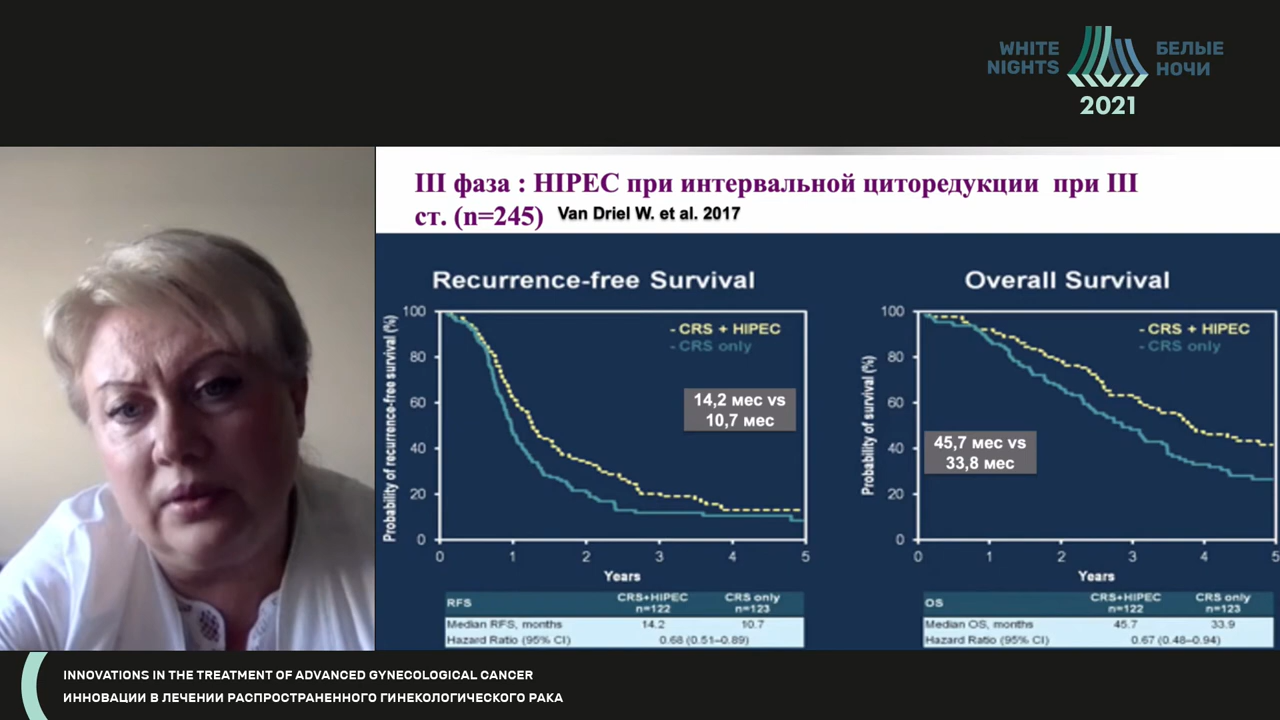 WHITE
NIGHTS
БЕЛЫЕ
НОЧИ
2021
III фаза : HIPEC при интервальной циторедукции при III
ст. (n=245) Van Driel W. et al. 2017
Recurrence-free Survival
Probability of recurrence-free survival (%)
100
80
60
40
20
0
- CRS + HIPEC
- CRS only
14,2 мес vs
10,7 мес
0 1 2 3 4 5
Years
RFS CRS+HIPEC n=122 CRS only n=123
Median RFS, months 14.2 10.7
Hazard Ratio (95% CI) 0.68 (0.51–0.89)
Overall Survival
Probability of survival (%)
100
80
60
40
20
0
- CRS + HIPEC
- CRS only
45,7 мес vs
33,8 мес
0 1 2 3 4 5
Years
OS CRS+HIPEC n=122 CRS only n=123
Median OS, months 45.7 33.9
Hazard Ratio (95% CI) 0.67 (0.48–0.94)
INNOVATIONS IN THE TREATMENT OF ADVANCED GYNECOLOGICAL CANCER
ИННОВАЦИИ В ЛЕЧЕНИИ РАСПРОСТРАНЕННОГО ГИНЕКОЛОГИЧЕСКОГО РАКА